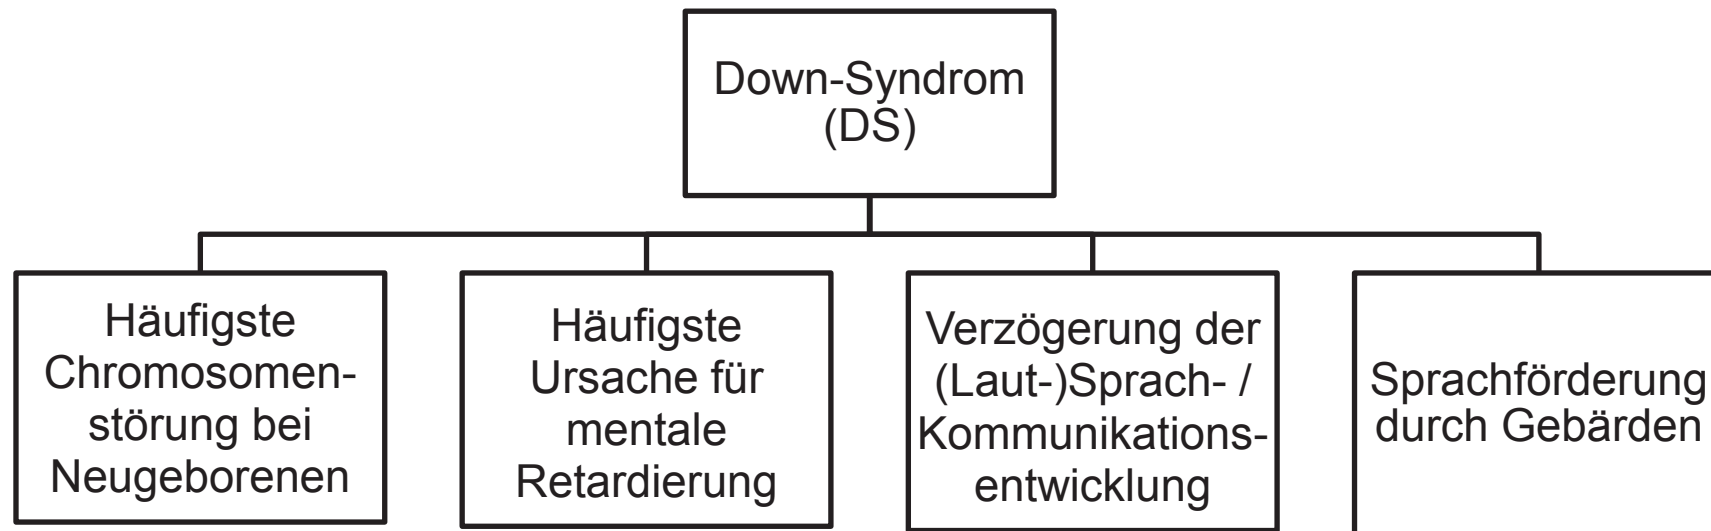 Down-Syndrom
(DS)
Häufigste
Chromosomen-
störung bei
Neugeborenen
Häufigste
Ursache für
mentale
Retardierung
Verzögerung der
(Laut-)Sprach- /
Kommunikations-
entwicklung
Sprachförderung
durch Gebärden